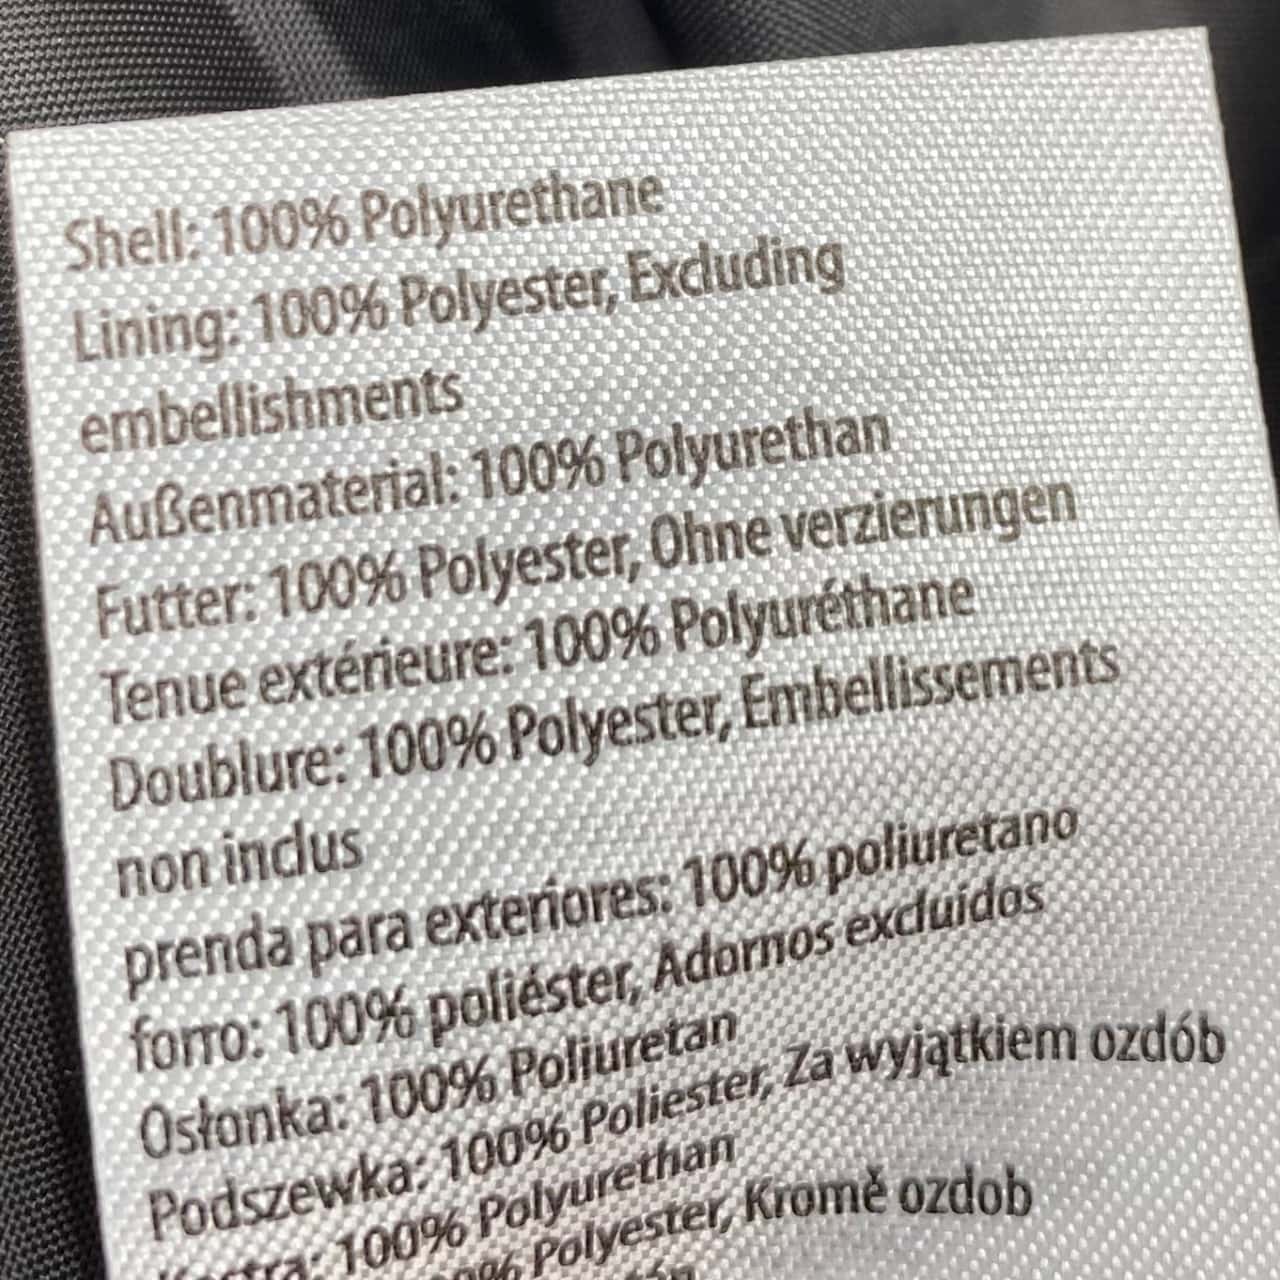 Shell: 100% Polyurethane
Lining: 100% Polyester, Excluding
embellishments
Außenmaterial: 100% Polyurethan
Futter: 100% Polyester, Ohne verzierungen
Tenue extérieure: 100% Polyuréthane
Doublure: 100% Polyester, Embellissements
non inclus
prenda para exteriores: 100% poliuretano
forro: 100% poliéster, Adornos excluidos
Osłonka: 100% Poliuretan
Podszewka: 100% Poliester, Za wyjątkiem ozdób
100% Polyurethan
Polyester, Kromě ozdob